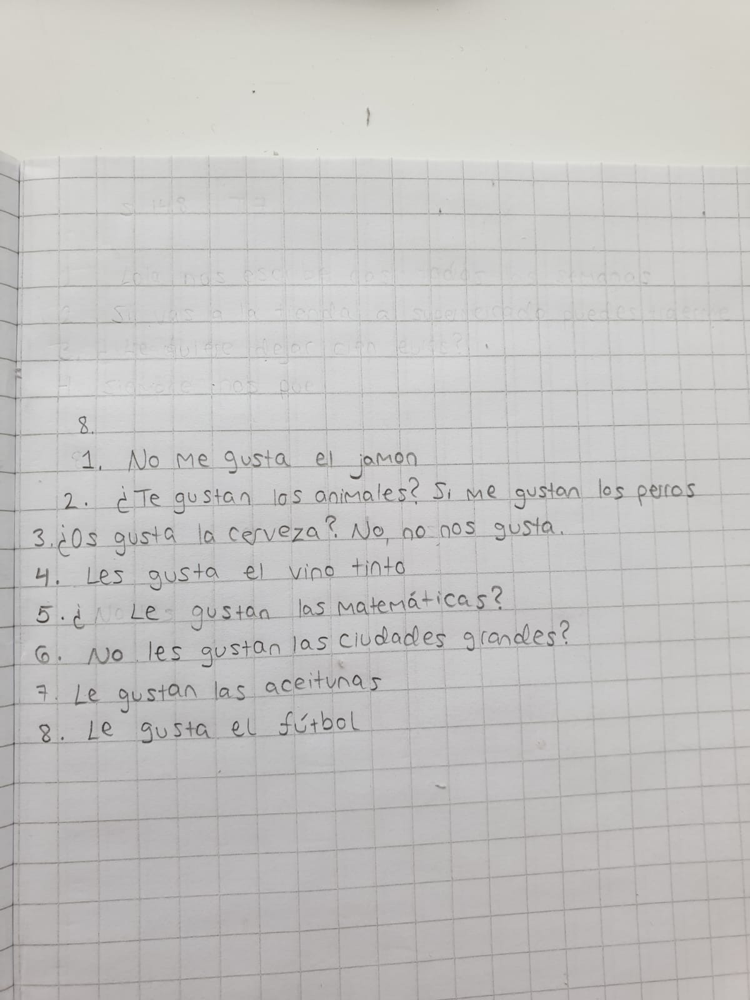 8.
1. No me gusta el jamon
2. ¿Te gustan los animales? Si me gustan los perros
3. ¿Os gusta la cerveza? No, no nos gusta.
4. Les gusta el vino tinto
5. ¿Le gustan las matemáticas?
6. No les gustan las ciudades grandes?
7. Le gustan las aceitunas
8. Le gusta el fútbol